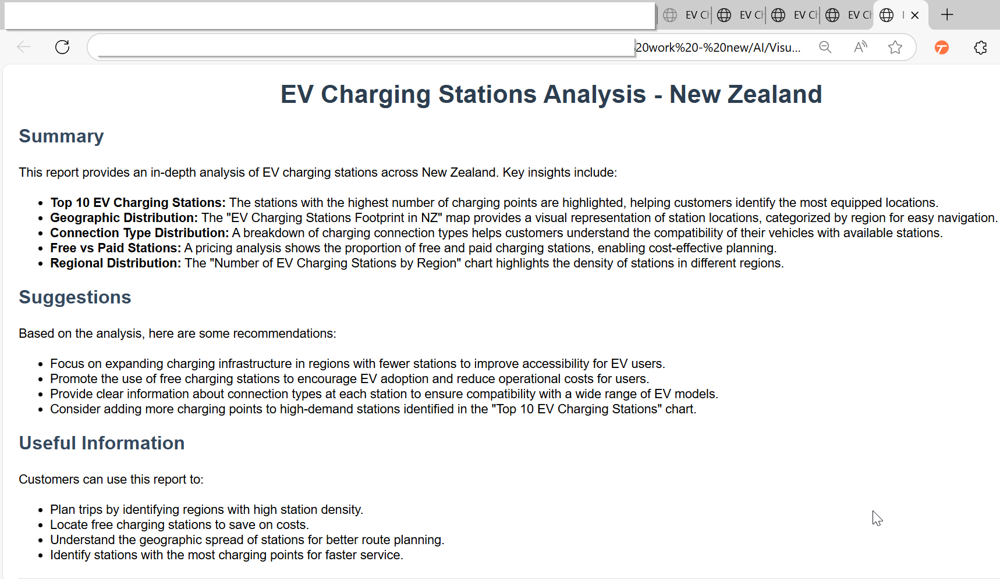 EV Ch
EV Ch
EV Ch
EV Ch
20work%20-%20new/AI/Visu...
EV Charging Stations Analysis - New Zealand
Summary
This report provides an in-depth analysis of EV charging stations across New Zealand. Key insights include:
• Top 10 EV Charging Stations: The stations with the highest number of charging points are highlighted, helping customers identify the most equipped locations.
• Geographic Distribution: The "EV Charging Stations Footprint in NZ" map provides a visual representation of station locations, categorized by region for easy navigation.
• Connection Type Distribution: A breakdown of charging connection types helps customers understand the compatibility of their vehicles with available stations.
• Free vs Paid Stations: A pricing analysis shows the proportion of free and paid charging stations, enabling cost-effective planning.
• Regional Distribution: The "Number of EV Charging Stations by Region" chart highlights the density of stations in different regions.
Suggestions
Based on the analysis, here are some recommendations:
• Focus on expanding charging infrastructure in regions with fewer stations to improve accessibility for EV users.
• Promote the use of free charging stations to encourage EV adoption and reduce operational costs for users.
• Provide clear information about connection types at each station to ensure compatibility with a wide range of EV models.
• Consider adding more charging points to high-demand stations identified in the "Top 10 EV Charging Stations" chart.
Useful Information
Customers can use this report to:
• Plan trips by identifying regions with high station density.
• Locate free charging stations to save on costs.
• Understand the geographic spread of stations for better route planning.
• Identify stations with the most charging points for faster service.